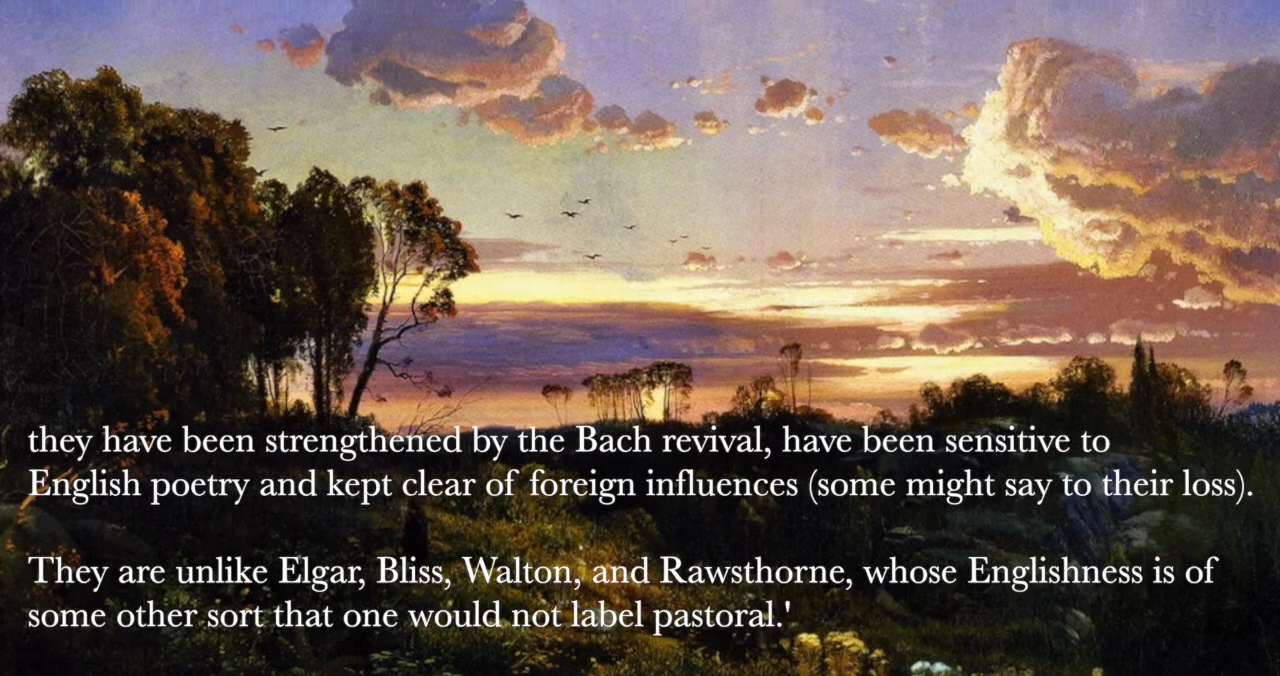 they have been strengthened by the Bach revival, have been sensitive to
English poetry and kept clear of foreign influences (some might say to their loss).
They are unlike Elgar, Bliss, Walton, and Rawsthorne, whose Englishness is of
some other sort that one would not label pastoral.'